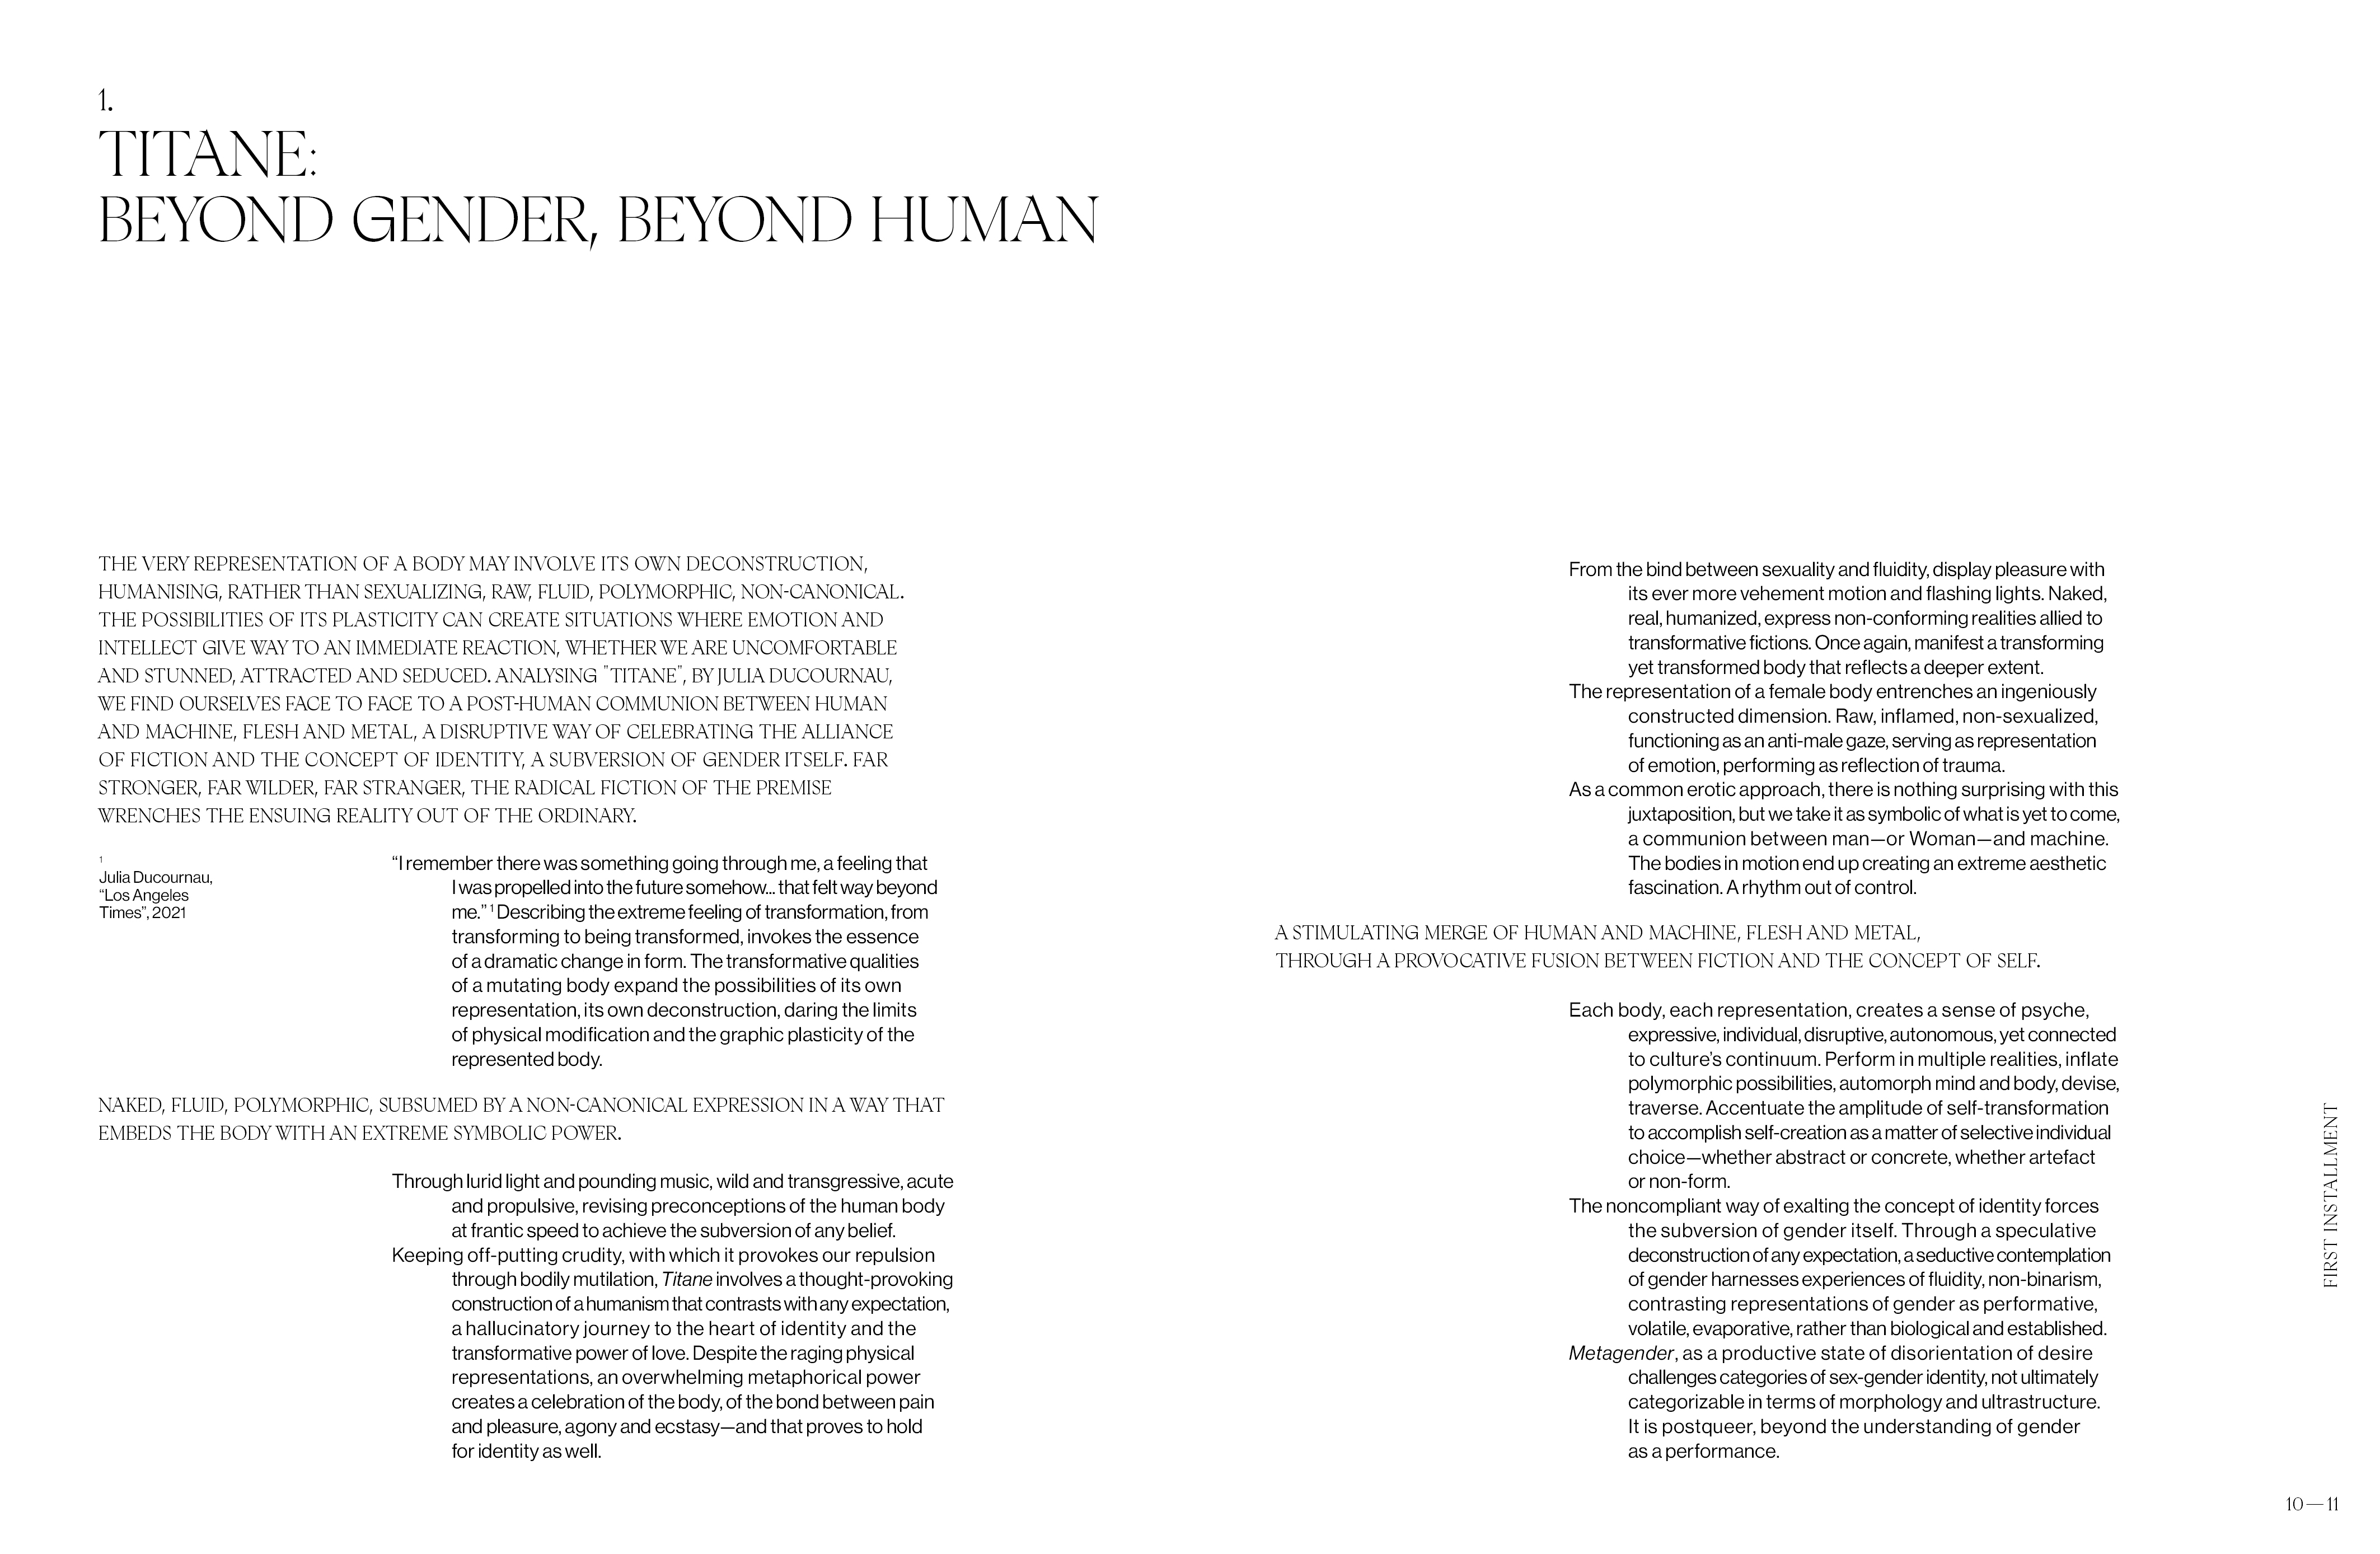 1.
TITANE:
BEYOND GENDER, BEYOND HUMAN
THE VERY REPRESENTATION OF A BODY MAY INVOLVE ITS OWN DECONSTRUCTION,
HUMANISING, RATHER THAN SEXUALIZING, RAW, FLUID, POLYMORPHIC, NON-CANONICAL.
THE POSSIBILITIES OF ITS PLASTICITY CAN CREATE SITUATIONS WHERE EMOTION AND
INTELLECT GIVE WAY TO AN IMMEDIATE REACTION, WHETHER WE ARE UNCOMFORTABLE
AND STUNNED, ATTRACTED AND SEDUCED. ANALYSING "TITANE", BY JULIA DUCOURNAU,
WE FIND OURSELVES FACE TO FACE TO A POST-HUMAN COMMUNION BETWEEN HUMAN
AND MACHINE, FLESH AND METAL, A DISRUPTIVE WAY OF CELEBRATING THE ALLIANCE
OF FICTION AND THE CONCEPT OF IDENTITY, A SUBVERSION OF GENDER ITSELF. FAR
STRONGER, FAR WILDER, FAR STRANGER, THE RADICAL FICTION OF THE PREMISE
WRENCHES THE ENSUING REALITY OUT OF THE ORDINARY.
1
Julia Ducournau,
“Los Angeles
Times”, 2021
“I remember there was something going through me, a feeling that
I was propelled into the future somehow... that felt way beyond
me.” 1 Describing the extreme feeling of transformation, from
transforming to being transformed, invokes the essence
of a dramatic change in form. The transformative qualities
of a mutating body expand the possibilities of its own
representation, its own deconstruction, daring the limits
of physical modification and the graphic plasticity of the
represented body.
NAKED, FLUID, POLYMORPHIC, SUBSUMED BY A NON-CANONICAL EXPRESSION IN A WAY THAT
EMBEDS THE BODY WITH AN EXTREME SYMBOLIC POWER.
Through lurid light and pounding music, wild and transgressive, acute
and propulsive, revising preconceptions of the human body
at frantic speed to achieve the subversion of any belief.
Keeping off-putting crudity, with which it provokes our repulsion
through bodily mutilation, Titane involves a thought-provoking
construction of a humanism that contrasts with any expectation,
a hallucinatory journey to the heart of identity and the
transformative power of love. Despite the raging physical
representations, an overwhelming metaphorical power
creates a celebration of the body, of the bond between pain
and pleasure, agony and ecstasy—and that proves to hold
for identity as well.
From the bind between sexuality and fluidity, display pleasure with
its ever more vehement motion and flashing lights. Naked,
real, humanized, express non-conforming realities allied to
transformative fictions. Once again, manifest a transforming
yet transformed body that reflects a deeper extent.
The representation of a female body entrenches an ingeniously
constructed dimension. Raw, inflamed, non-sexualized,
functioning as an anti-male gaze, serving as representation
of emotion, performing as reflection of trauma.
As a common erotic approach, there is nothing surprising with this
juxtaposition, but we take it as symbolic of what is yet to come,
a communion between man—or Woman—and machine.
The bodies in motion end up creating an extreme aesthetic
fascination. A rhythm out of control.
A STIMULATING MERGE OF HUMAN AND MACHINE, FLESH AND METAL,
THROUGH A PROVOCATIVE FUSION BETWEEN FICTION AND THE CONCEPT OF SELF.
Each body, each representation, creates a sense of psyche,
expressive, individual, disruptive, autonomous, yet connected
to culture's continuum. Perform in multiple realities, inflate
polymorphic possibilities, automorph mind and body, devise,
traverse. Accentuate the amplitude of self-transformation
to accomplish self-creation as a matter of selective individual
choice—whether abstract or concrete, whether artefact
or non-form.
The noncompliant way of exalting the concept of identity forces
the subversion of gender itself. Through a speculative
deconstruction of any expectation, a seductive contemplation
of gender harnesses experiences of fluidity, non-binarism,
contrasting representations of gender as performative,
volatile, evaporative, rather than biological and established.
Metagender, as a productive state of disorientation of desire
challenges categories of sex-gender identity, not ultimately
categorizable in terms of morphology and ultrastructure.
It is postqueer, beyond the understanding of gender
as a performance.
FIRST INSTALLMENT
10—11